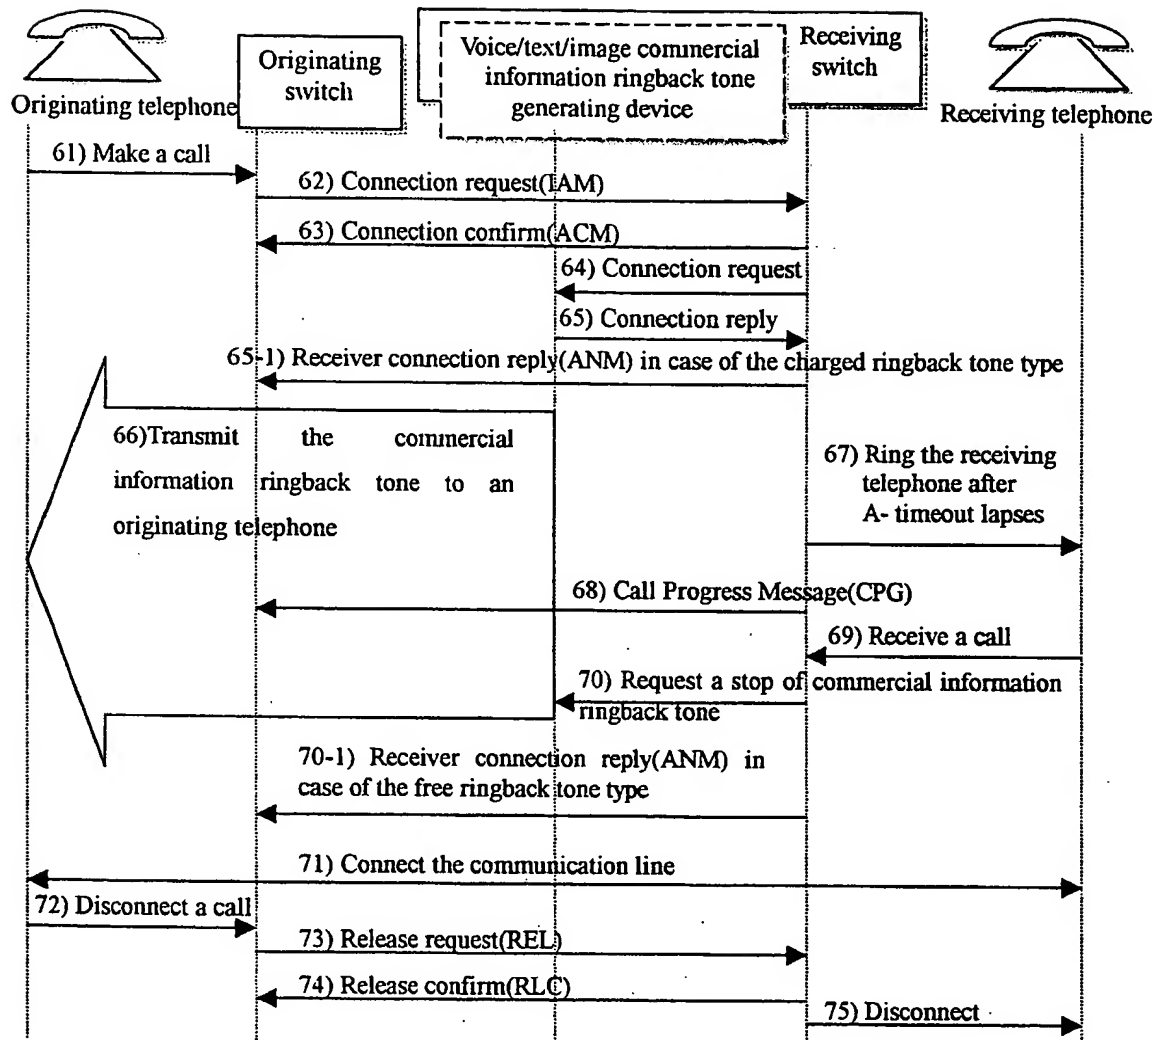 Originating telephone
Originating
switch
Voice/text/image commercial
information ringback tone
generating device
Receiving
switch
Receiving telephone
61) Make a call
62) Connection request(IAM)
63) Connection confirm(ACM)
64) Connection request
65) Connection reply
65-1) Receiver connection reply(ANM) in case of the charged ringback tone type
66)Transmit the commercial
information ringback tone to an
originating telephone
67) Ring the receiving
telephone after
A- timeout lapses
68) Call Progress Message(CPG)
69) Receive a call
70) Request a stop of commercial information
ringback tone
70-1) Receiver connection reply(ANM) in
case of the free ringback tone type
71) Connect the communication line
72) Disconnect a call
73) Release request(REL)
74) Release confirm(RLC)
75) Disconnect